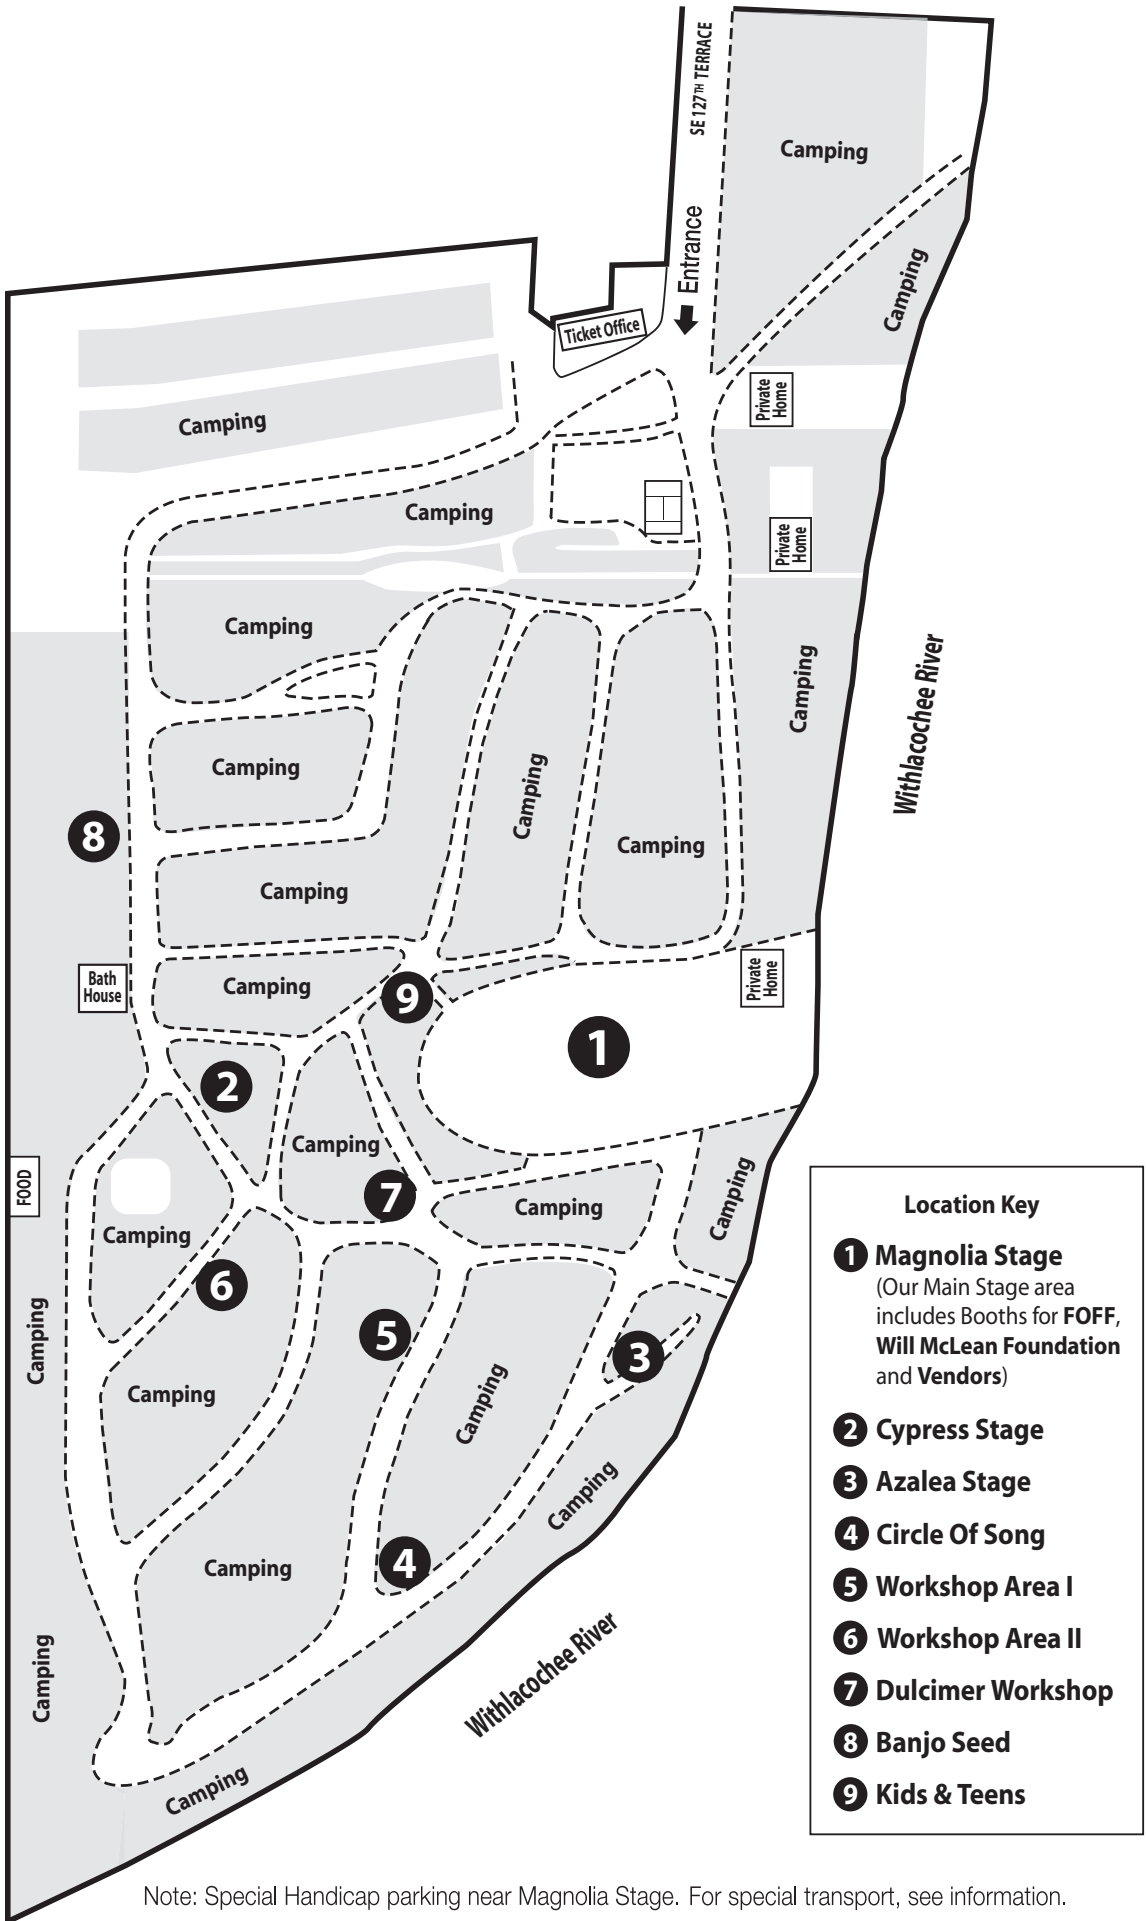 SE 127TH TERRACE
Camping
Entrance
Camping
Ticket Office
Private
Home
Camping
Camping
Private
Home
Camping
Camping
Withlacochee River
Camping
Camping
Camping
8
Camping
Bath
House
Camping
9
Private
Home
1
2
Camping
7
FOOD
Camping
Camping
Camping
6
Camping
5
3
Camping
Camping
Camping
4
Camping
Camping
Withlacochee River
Camping
Location Key
1 Magnolia Stage
(Our Main Stage area
includes Booths for FOFF,
Will McLean Foundation
and Vendors)
2 Cypress Stage
3 Azalea Stage
4 Circle Of Song
5 Workshop Area I
6 Workshop Area II
7 Dulcimer Workshop
8 Banjo Seed
9 Kids & Teens
Note: Special Handicap parking near Magnolia Stage. For special transport, see information.